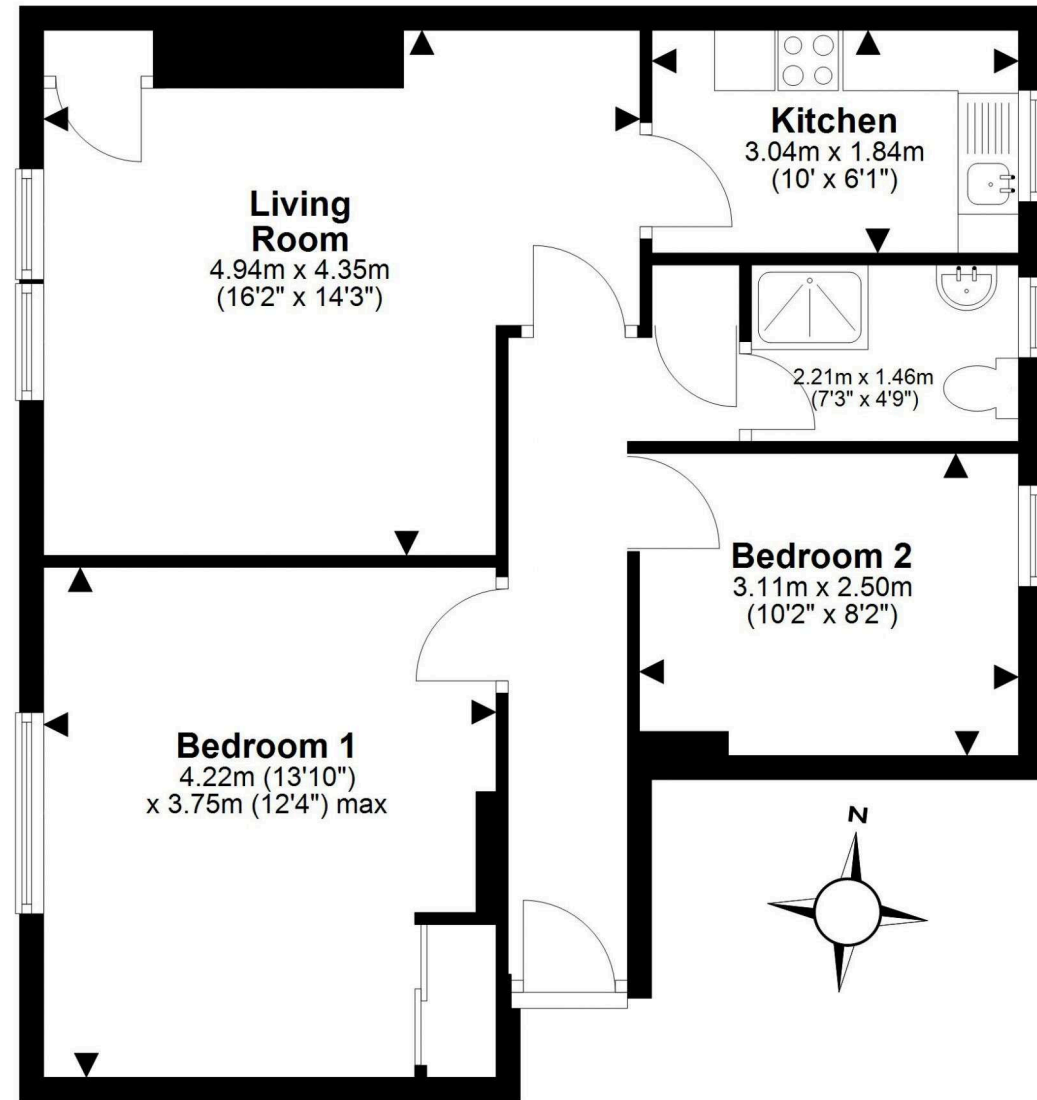 Kitchen
3.04m x 1.84m
(10' x 6'1")
Living
Room
4.94m x 4.35m
(16'2" x 14'3")
2.21m x 1.46m
(7'3" x 4'9")
Bedroom 2
3.11m x 2.50m
(10'2" x 8'2")
Bedroom 1
4.22m (13'10")
x 3.75m (12'4") max
N